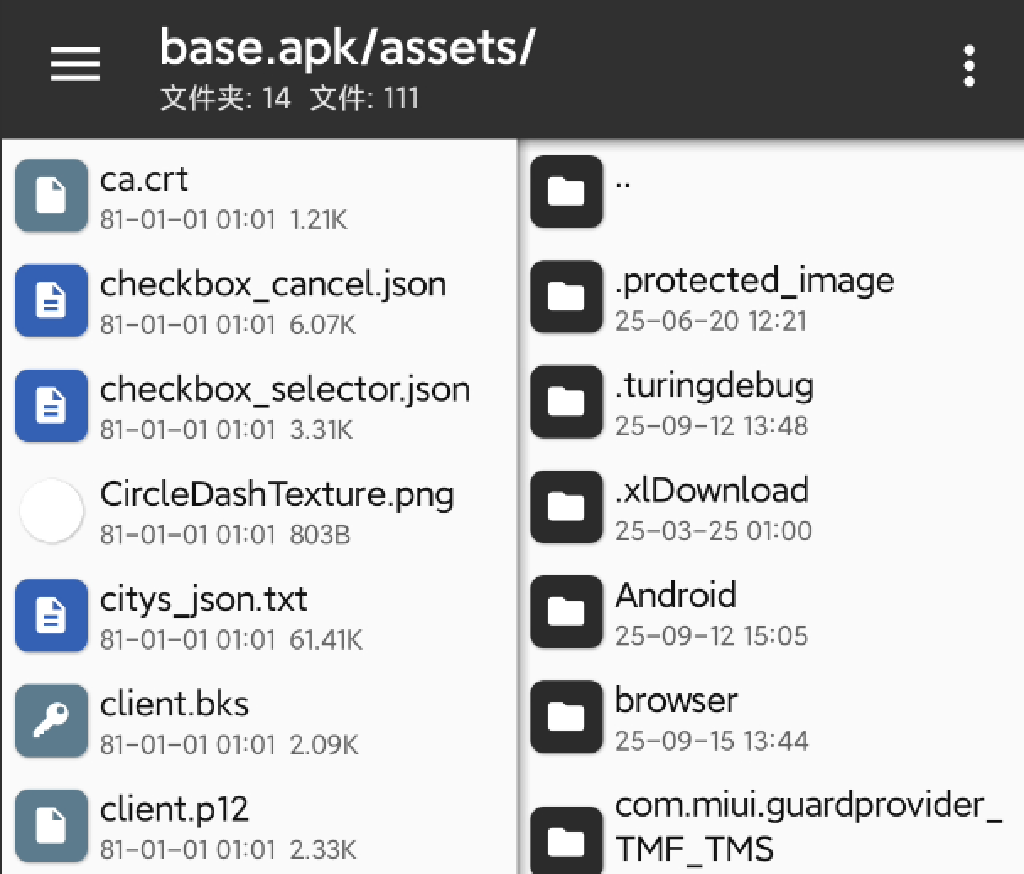 base.apk/assets/
文件夹: 14 文件: 111
ca.crt
81-01-01 01:01 1.21K
checkbox_cancel.json
81-01-01 01:01 6.07K
checkbox_selector.json
81-01-01 01:01 3.31K
CircleDashTexture.png
81-01-01 01:01 803B
citys_json.txt
81-01-01 01:01 61.41K
client.bks
81-01-01 01:01 2.09K
client.p12
81-01-01 01:01 2.33K
..
.protected_image
25-06-20 12:21
.turingdebug
25-09-12 13:48
.xlDownload
25-03-25 01:00
Android
25-09-12 15:05
browser
25-09-15 13:44
com.miui.guardprovider_
TMF_TMS